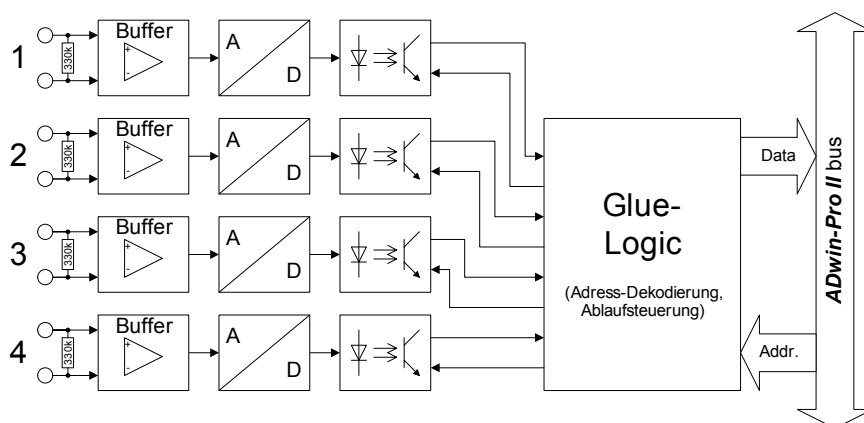 1
330k
Buffer
+
-
A
D
2
330k
Buffer
+
-
A
D
3
330k
Buffer
+
-
A
D
4
330k
Buffer
+
-
A
D
Glue-
Logic
(Adress-Dekodierung,
Ablaufsteuerung)
Data
Addr.
ADwin-Pro II bus